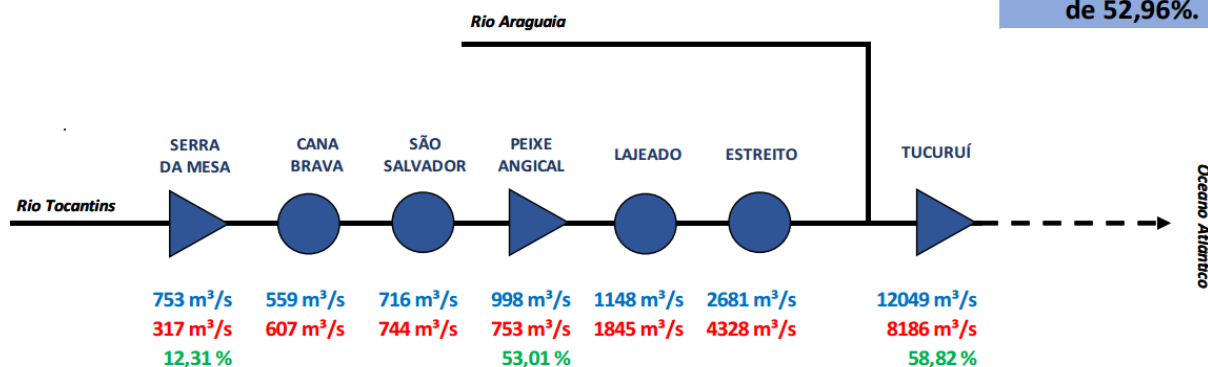 de 52,96%.
Rio Araguaia
SERRA
DA MESA
CANA
BRAVA
SÃO
SALVADOR
PEIXE
ANGICAL
LAJEADO
ESTREITO
TUCURUÍ
Rio Tocantins
Oceano Atlantico
753 m³/s 559 m³/s 716 m³/s 998 m³/s 1148 m³/s 2681 m³/s 12049 m³/s
317 m³/s 607 m³/s 744 m³/s 753 m³/s 1845 m³/s 4328 m³/s 8186 m³/s
12,31 % 53,01 % 58,82 %